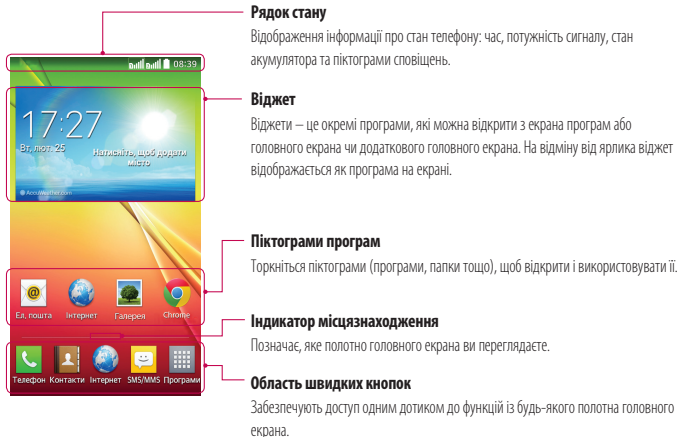 Рядок стану
Відображення інформації про стан телефону: час, потужність сигналу, стан
акумулятора та піктограми сповіщень.
08:39
Віджет
Віджети – це окремі програми, які можна відкрити з екрана програм або
головного екрана чи додаткового головного екрана. На відміну від ярлика віджет
відображається як програма на екрані.
17:27
Вт, лют. 25
Натисніть, щоб додати
місто
AccuWeather.com
Піктограми програм
Торкніться піктограми (програми, папки тощо), щоб відкрити і використовувати її.
Ел. пошта Інтернет Галерея Chrome
Індикатор місцязнаходження
Позначає, яке полотно головного екрана ви переглядаєте.
Телефон Контакти Інтернет SMS/MMS Програми
Область швидких кнопок
Забезпечують доступ одним дотиком до функцій із будь-якого полотна головного
екрана.